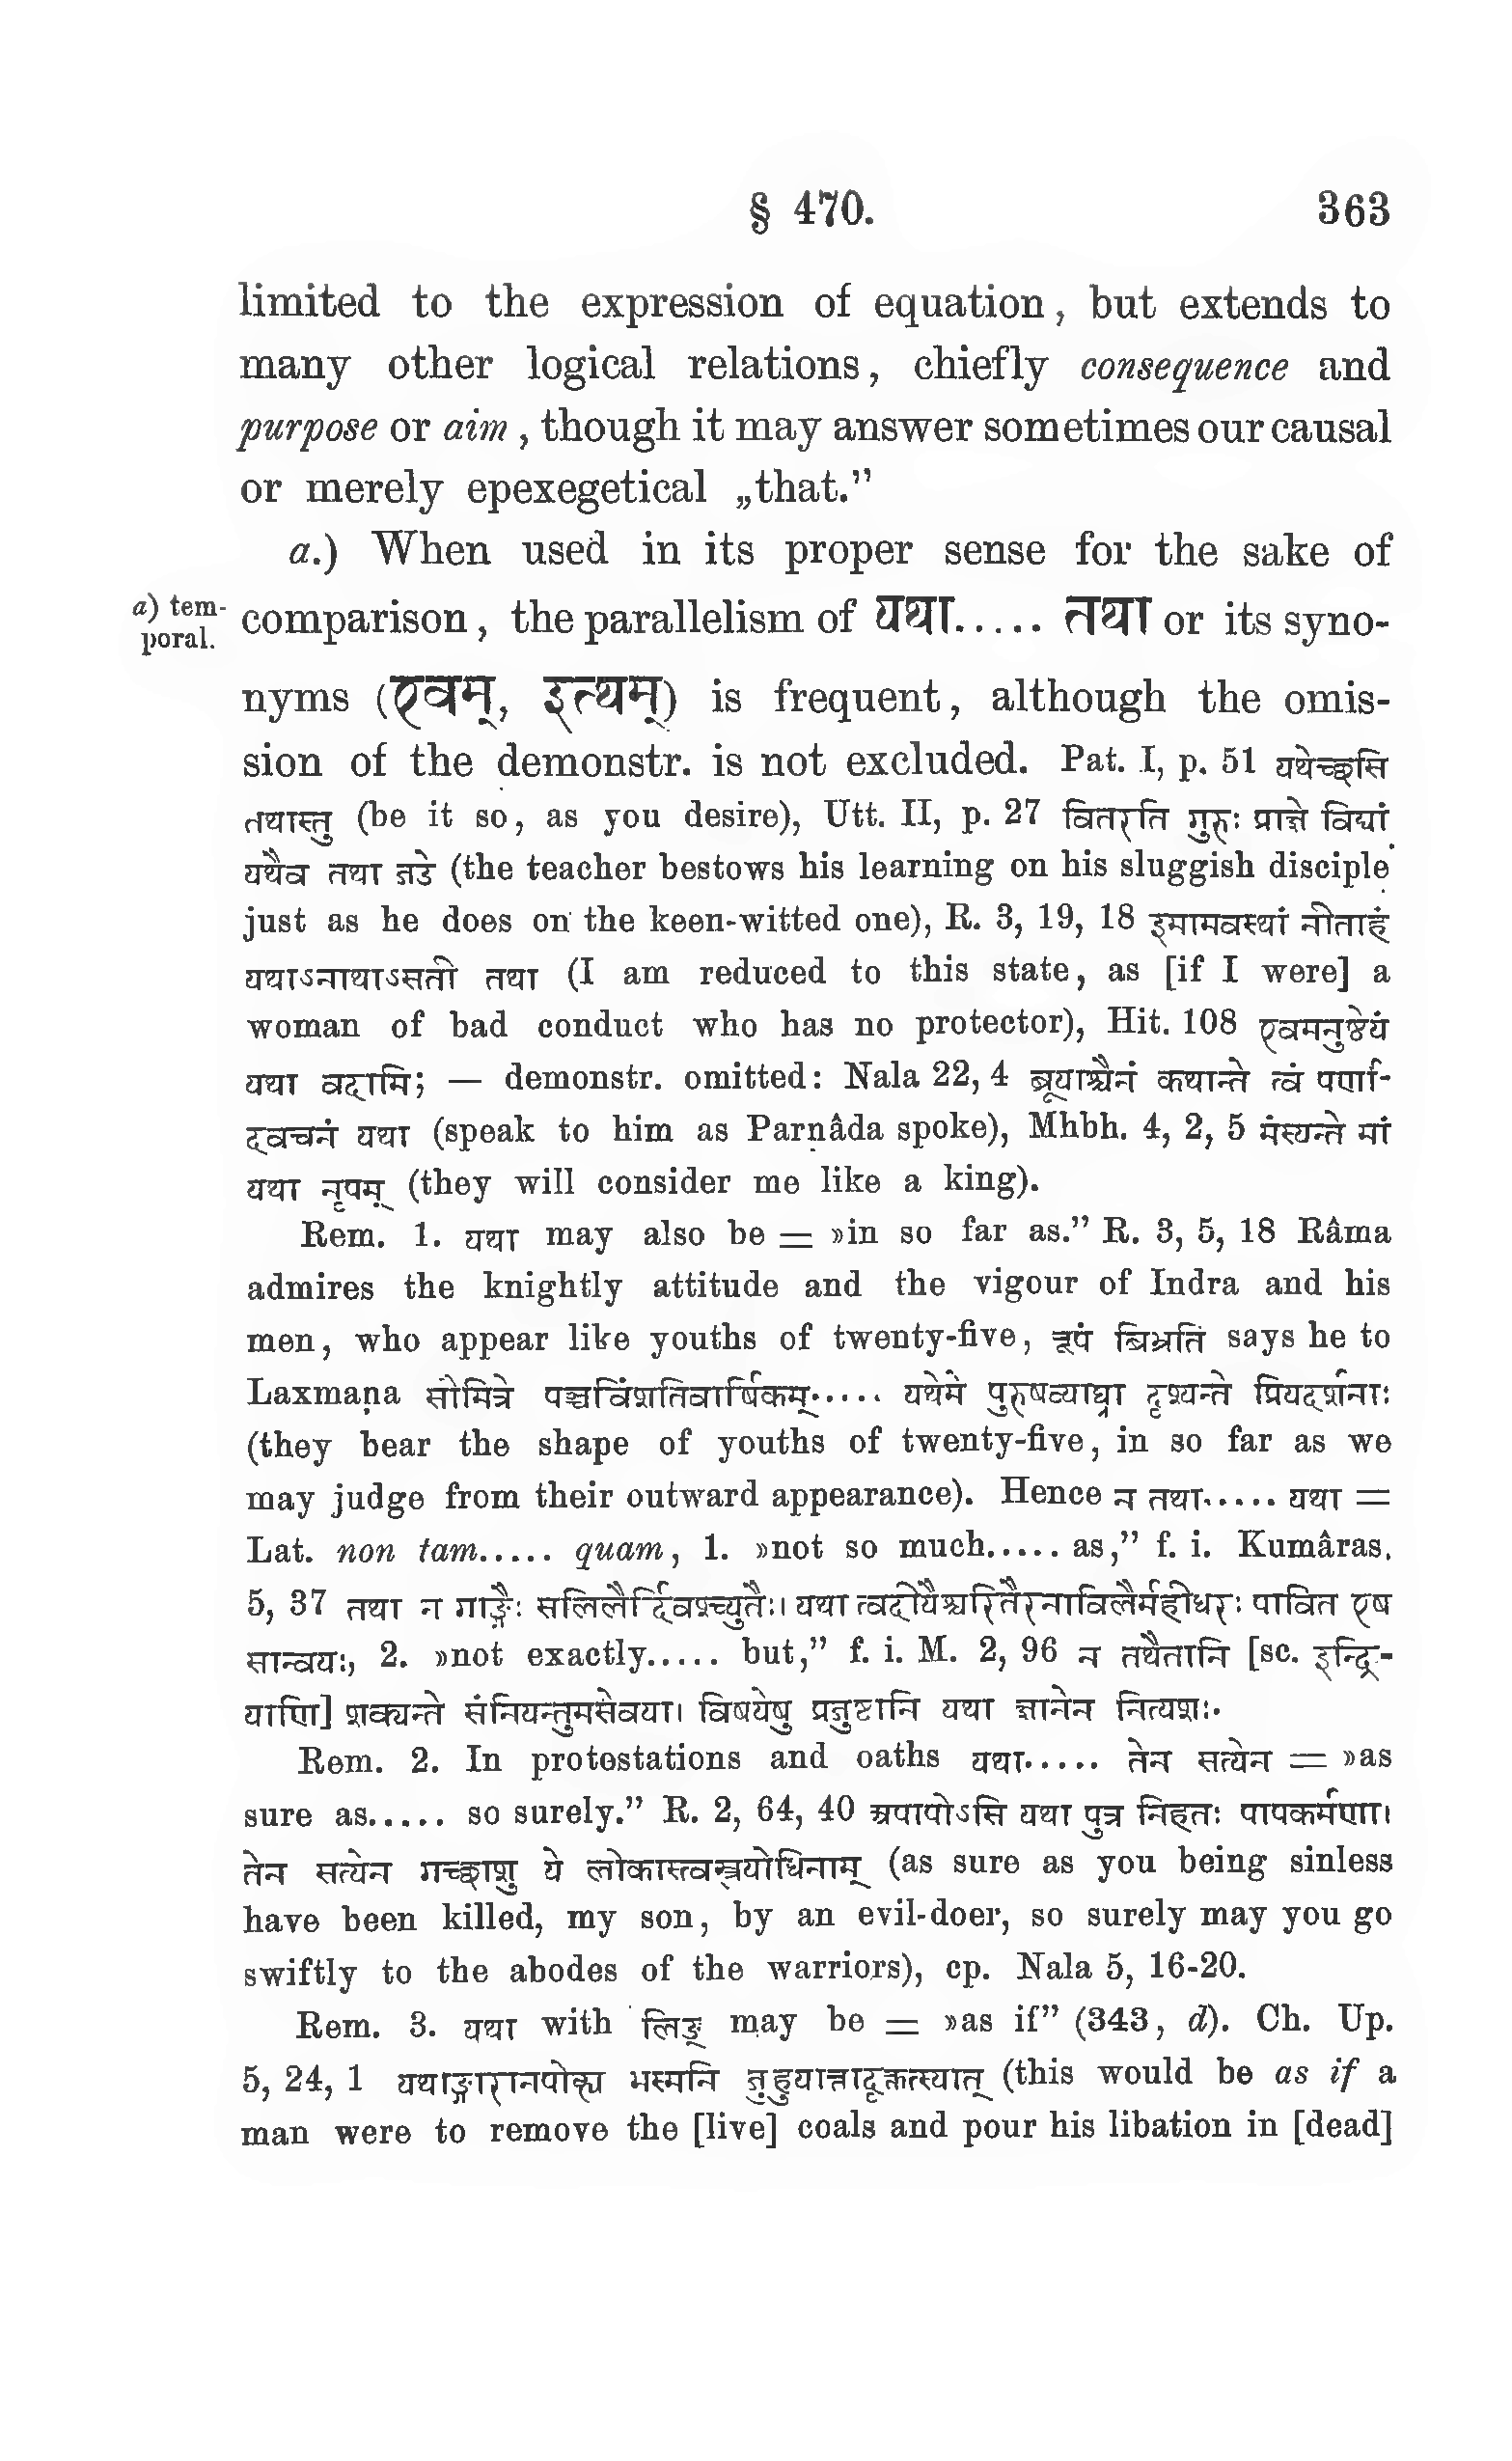 § 470. 363
limited to the expression of equation, but extends to
many other logical relations, chiefly consequence and
purpose or aim, though it may answer sometimes our causal
or merely epexegetical „that.”
a.) When used in its proper sense for the sake of
a) tem-
poral.
comparison, the parallelism of यथा..... तथा or its syno-
nyms (एवम्, इत्थम्) is frequent, although the omis-
sion of the demonstr. is not excluded. Pat. I, p. 51 यथेच्छसि
तथास्तु (be it so, as you desire), Utt. II, p. 27 वितरति गुरुः प्राज्ञे विद्यां
यथैव तथा जडे (the teacher bestows his learning on his sluggish disciple
just as he does on the keen-witted one), R. 3, 19, 18 इमामवस्थां नीताहं
यथाऽनाथाऽसती तथा (I am reduced to this state, as [if I were] a
woman of bad conduct who has no protector), Hit. 108 एवमनुष्ठेयं
यथा वदामि; — demonstr. omitted: Nala 22, 4 ब्रूयाश्चैनं कथान्ते त्वं पर्णा-
दवचनं यथा (speak to him as Parṇâda spoke), Mhbh. 4, 2, 5 मंस्यन्ते मां
यथा नृपम् (they will consider me like a king).
Rem. 1. यथा may also be = »in so far as.” R. 3, 5, 18 Râma
admires the knightly attitude and the vigour of Indra and his
men, who appear like youths of twenty-five, रूपं बिभ्रति says he to
Laxmaṇa सौमित्रे पञ्चविंशतिवार्षिकम्..... यथेमे पुरुषव्याघ्रा दृश्यन्ते प्रियदर्शनाः
(they bear the shape of youths of twenty-five, in so far as we
may judge from their outward appearance). Hence न तथा..... यथा =
Lat. non tam..... quam, 1. »not so much..... as,” f. i. Kumâras.
5, 37 तथा न गाङ्गैः सलिलैर्दिवश्च्युतैः। यथा त्वदीयैश्चरितैरनाविलैर्महीधरः पावित एष
सान्वयः, 2. »not exactly..... but,” f. i. M. 2, 96 न तथैतानि [sc. इन्द्रि-
याणि] शक्यन्ते संनियन्तुमसेवया। विषयेषु प्रजुष्टानि यथा ज्ञानेन नित्यशः.
Rem. 2. In protestations and oaths यथा..... तेन सत्येन = »as
sure as..... so surely.” R. 2, 64, 40 अपापोऽसि यथा पुत्र निहतः पापकर्मणा।
तेन सत्येन गच्छाशु ये लोकास्त्वस्त्रयोधिनाम् (as sure as you being sinless
have been killed, my son, by an evil-doer, so surely may you go
swiftly to the abodes of the warriors), cp. Nala 5, 16-20.
Rem. 3. यथा with लिङ् may be = »as if” (343, d). Ch. Up.
5, 24, 1 यथाङ्गारानपोह्य भस्मनि जुहुयात्तादृक्तत्स्यात् (this would be as if a
man were to remove the [live] coals and pour his libation in [dead]